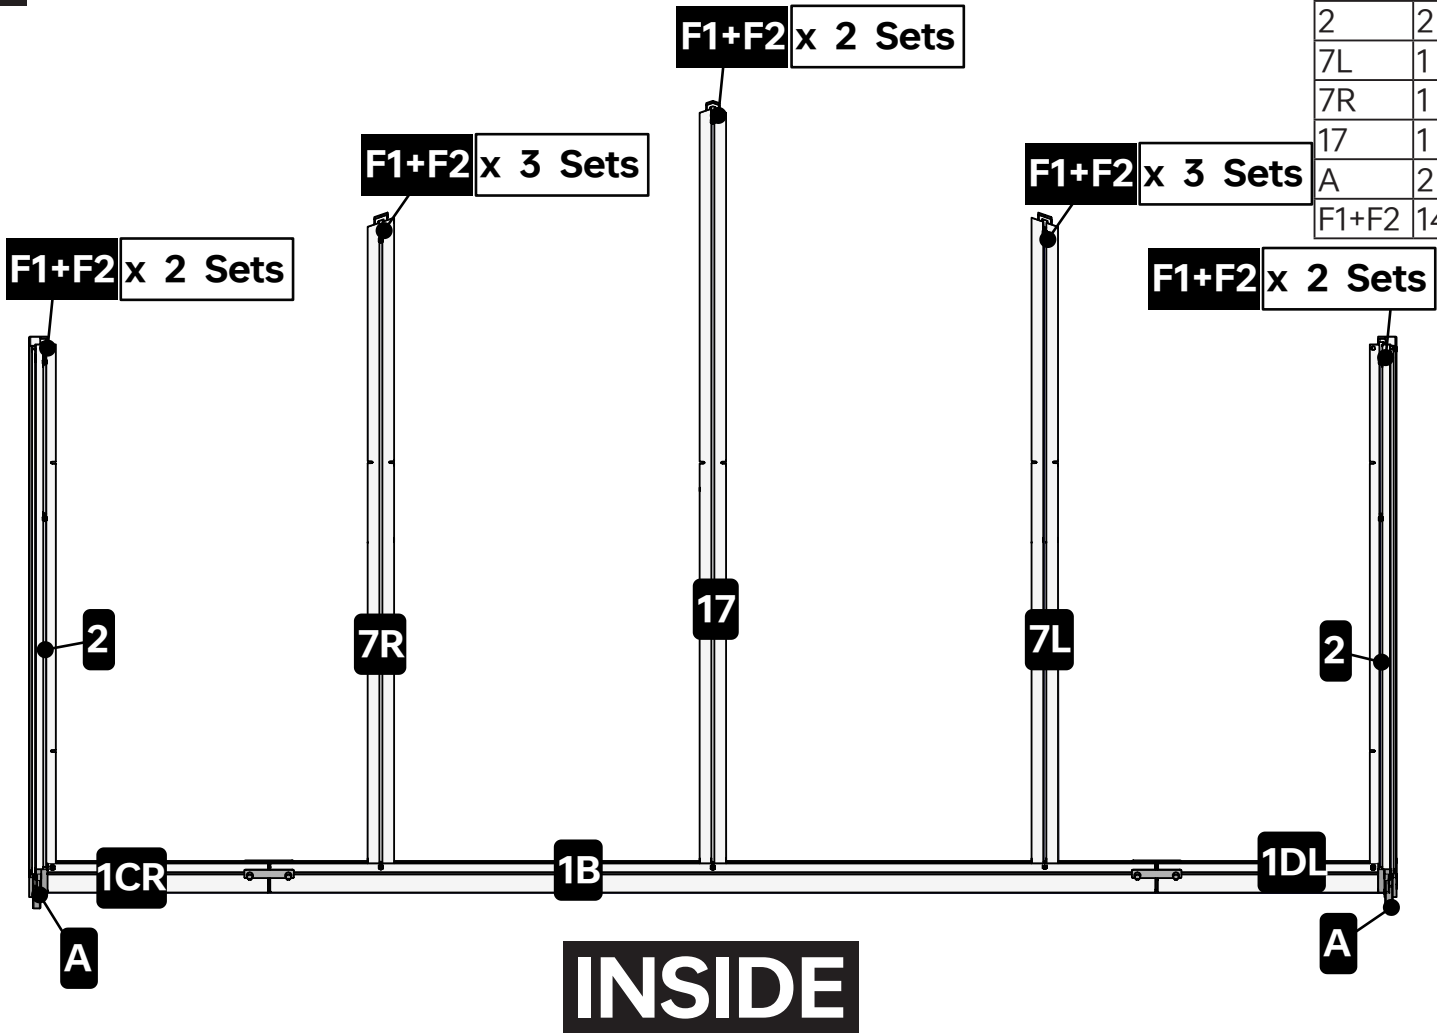 F1+F2 x 2 Sets
2 2
7L 1
7R 1
17 1
A 2
F1+F2 14
F1+F2 x 3 Sets
F1+F2 x 3 Sets
F1+F2 x 2 Sets
F1+F2 x 2 Sets
2
7R
17
7L
2
1CR
1B
1DL
A
A
INSIDE